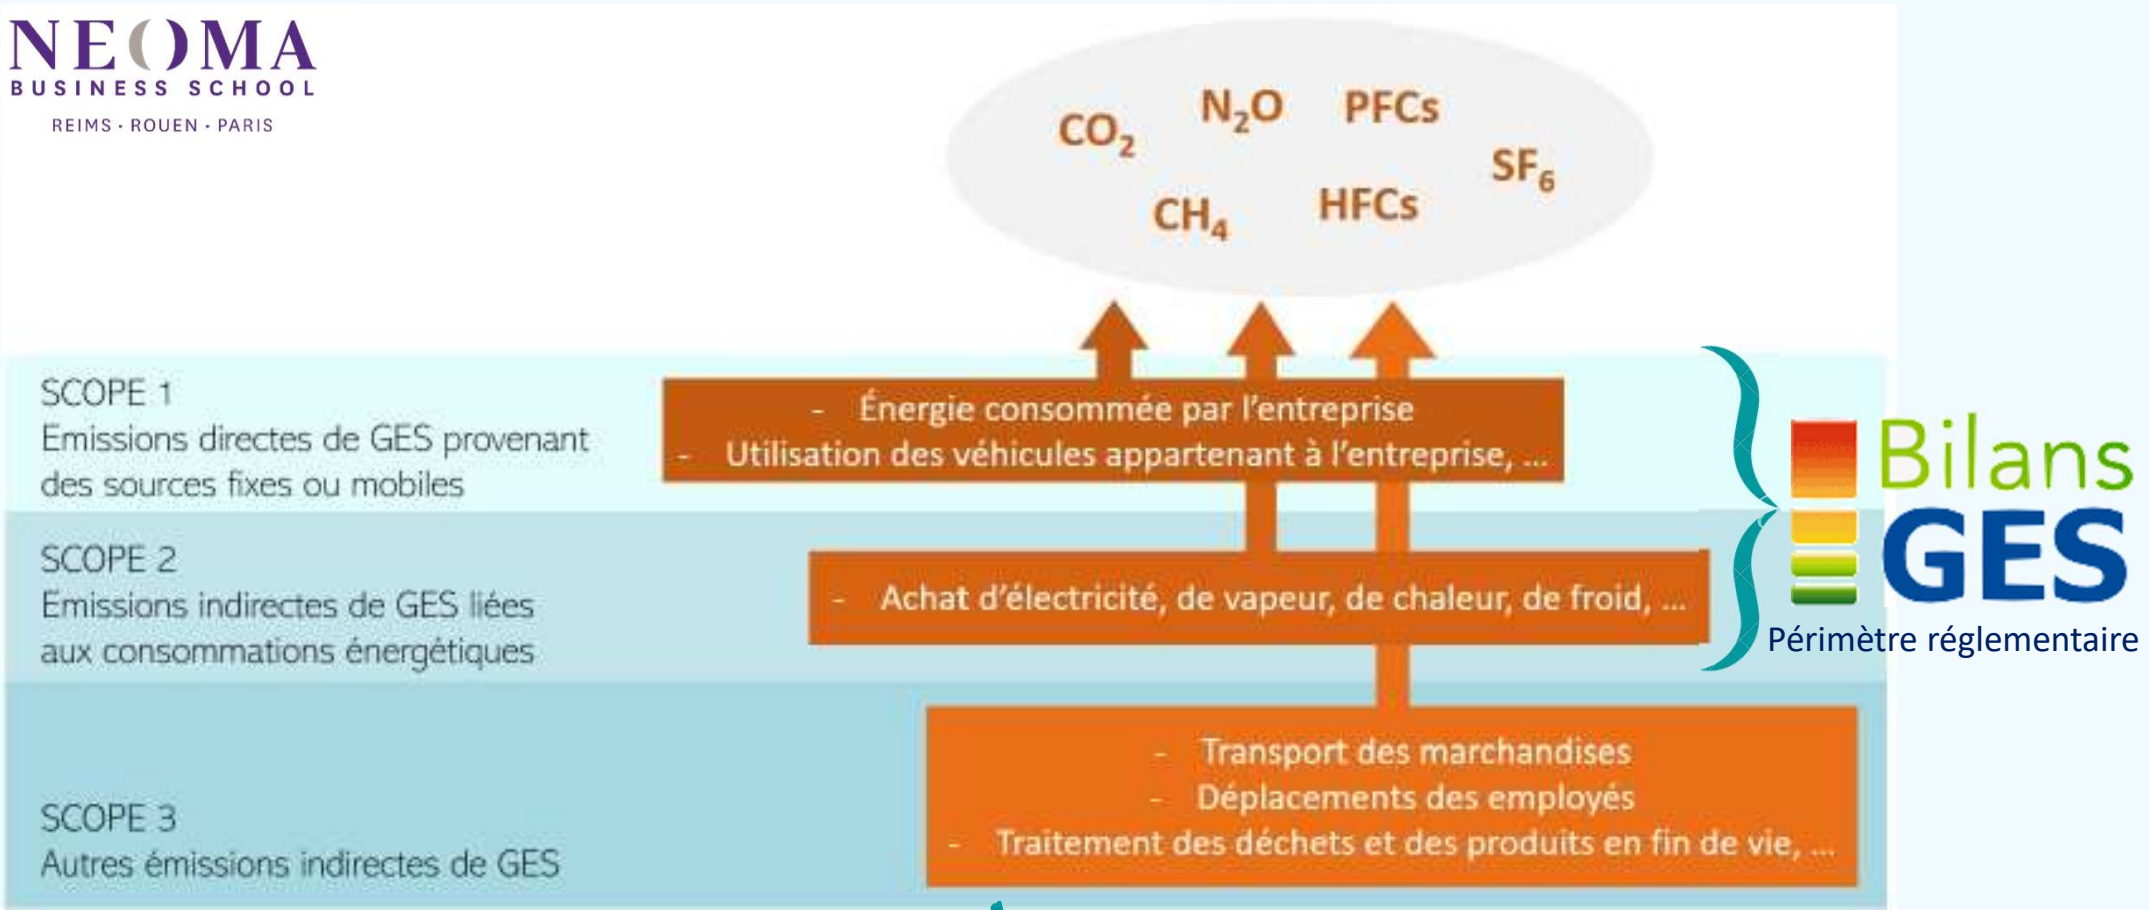 NEOMA
BUSINESS SCHOOL
REIMS · ROUEN · PARIS
CO₂
N₂O
PFCs
SF₆
CH₄
HFCs
SCOPE 1
Emissions directes de GES provenant
des sources fixes ou mobiles
- Énergie consommée par l'entreprise
- Utilisation des véhicules appartenant à l'entreprise, ...
SCOPE 2
Emissions indirectes de GES liées
aux consommations énergétiques
- Achat d'électricité, de vapeur, de chaleur, de froid, ...
Bilans
GES
Périmètre réglementaire
SCOPE 3
Autres émissions indirectes de GES
- Transport des marchandises
- Déplacements des employés
- Traitement des déchets et des produits en fin de vie, ...